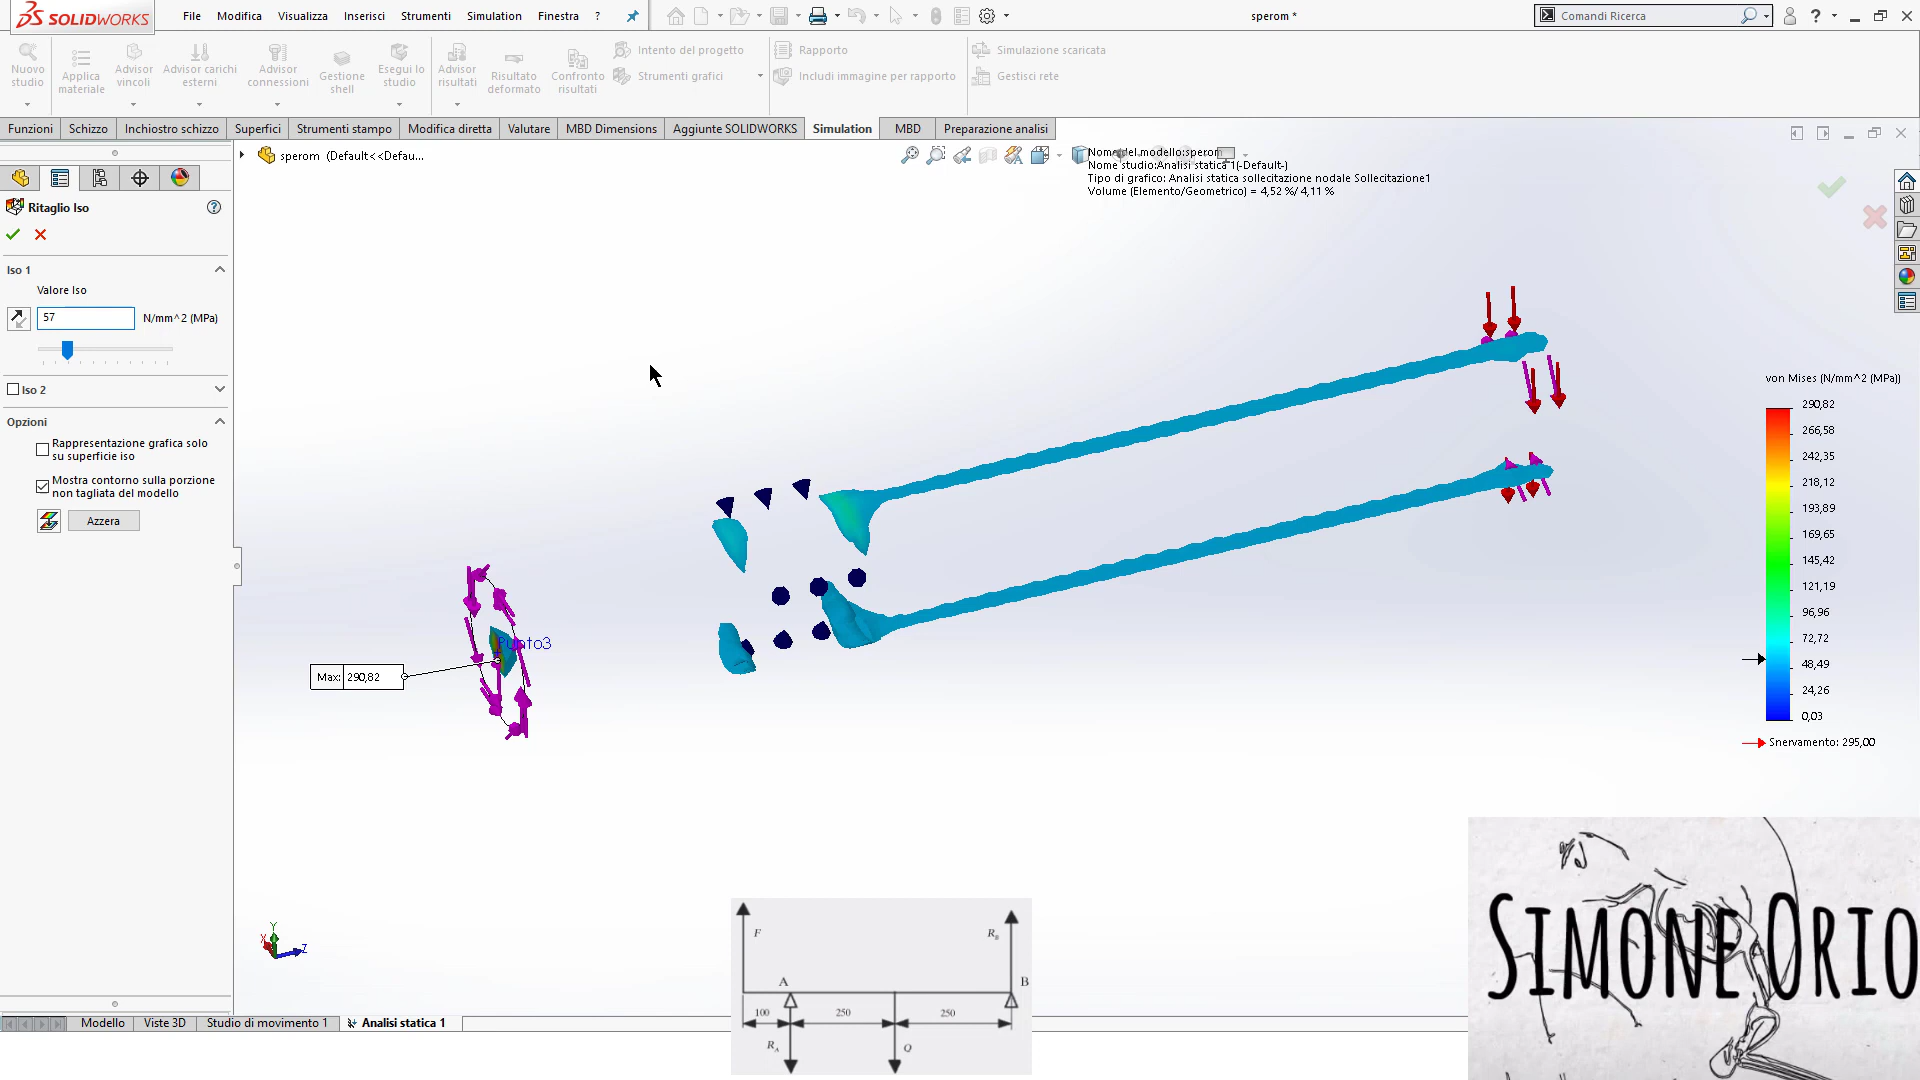 SOLIDWORKS
File Modifica Visualizza Inserisci Strumenti Simulation Finestra ?
sperom *
Comandi Ricerca
Nuovo studio
Applica materiale
Advisor vincoli
Advisor carichi esterni
Advisor connessioni
Gestione shell
Esegui lo studio
Advisor risultati
Risultato deformato
Confronto risultati
Intento del progetto
Strumenti grafici
Rapporto
Includi immagine per rapporto
Simulazione scaricata
Gestisci rete
Funzioni Schizzo Inchiostro schizzo Superfici Strumenti stampo Modifica diretta Valutare MBD Dimensions Aggiunte SOLIDWORKS Simulation MBD Preparazione analisi
sperom (Default<<Defau...
Nome del modello:sperom
Nome studio:Analisi statica 1(-Default-)
Tipo di grafico: Analisi statica sollecitazione nodale Sollecitazione1
Volume (Elemento/Geometrico) = 4,52 %/ 4,11 %
Ritaglio Iso
Iso 1
Valore Iso
57
N/mm^2 (MPa)
Iso 2
Opzioni
Rappresentazione grafica solo
su superficie iso
Mostra contorno sulla porzione
non tagliata del modello
Azzera
Punto3
Max: 290,82
von Mises (N/mm^2 (MPa))
290,82
266,58
242,35
218,12
193,89
169,65
145,42
121,19
96,96
72,72
48,49
24,26
0,03
Snervamento: 295,00
Y
X
Z
F
R_B
A
B
100
250
250
R_A
Q
SIMONE ORIO
Modello Viste 3D Studio di movimento 1 Analisi statica 1